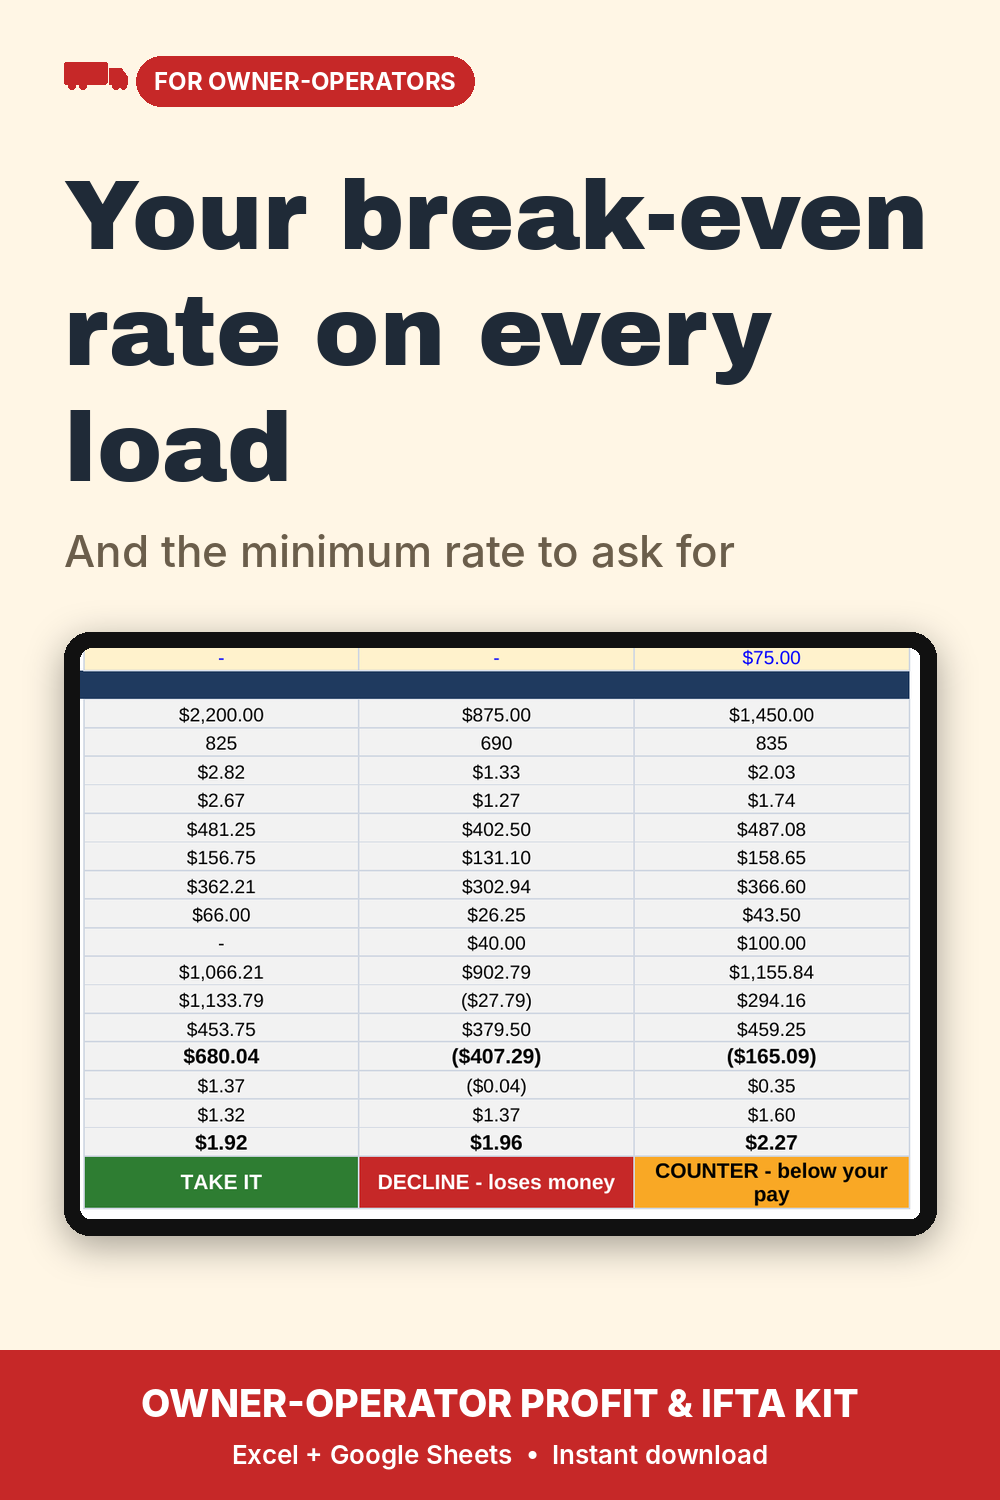 FOR OWNER-OPERATORS
Your break-even
rate on every
load
And the minimum rate to ask for
- - $75.00
$2,200.00 $875.00 $1,450.00
825 690 835
$2.82 $1.33 $2.03
$2.67 $1.27 $1.74
$481.25 $402.50 $487.08
$156.75 $131.10 $158.65
$362.21 $302.94 $366.60
$66.00 $26.25 $43.50
- $40.00 $100.00
$1,066.21 $902.79 $1,155.84
$1,133.79 ($27.79) $294.16
$453.75 $379.50 $459.25
$680.04 ($407.29) ($165.09)
$1.37 ($0.04) $0.35
$1.32 $1.37 $1.60
$1.92 $1.96 $2.27
TAKE IT DECLINE - loses money COUNTER - below your
pay
OWNER-OPERATOR PROFIT & IFTA KIT
Excel + Google Sheets • Instant download